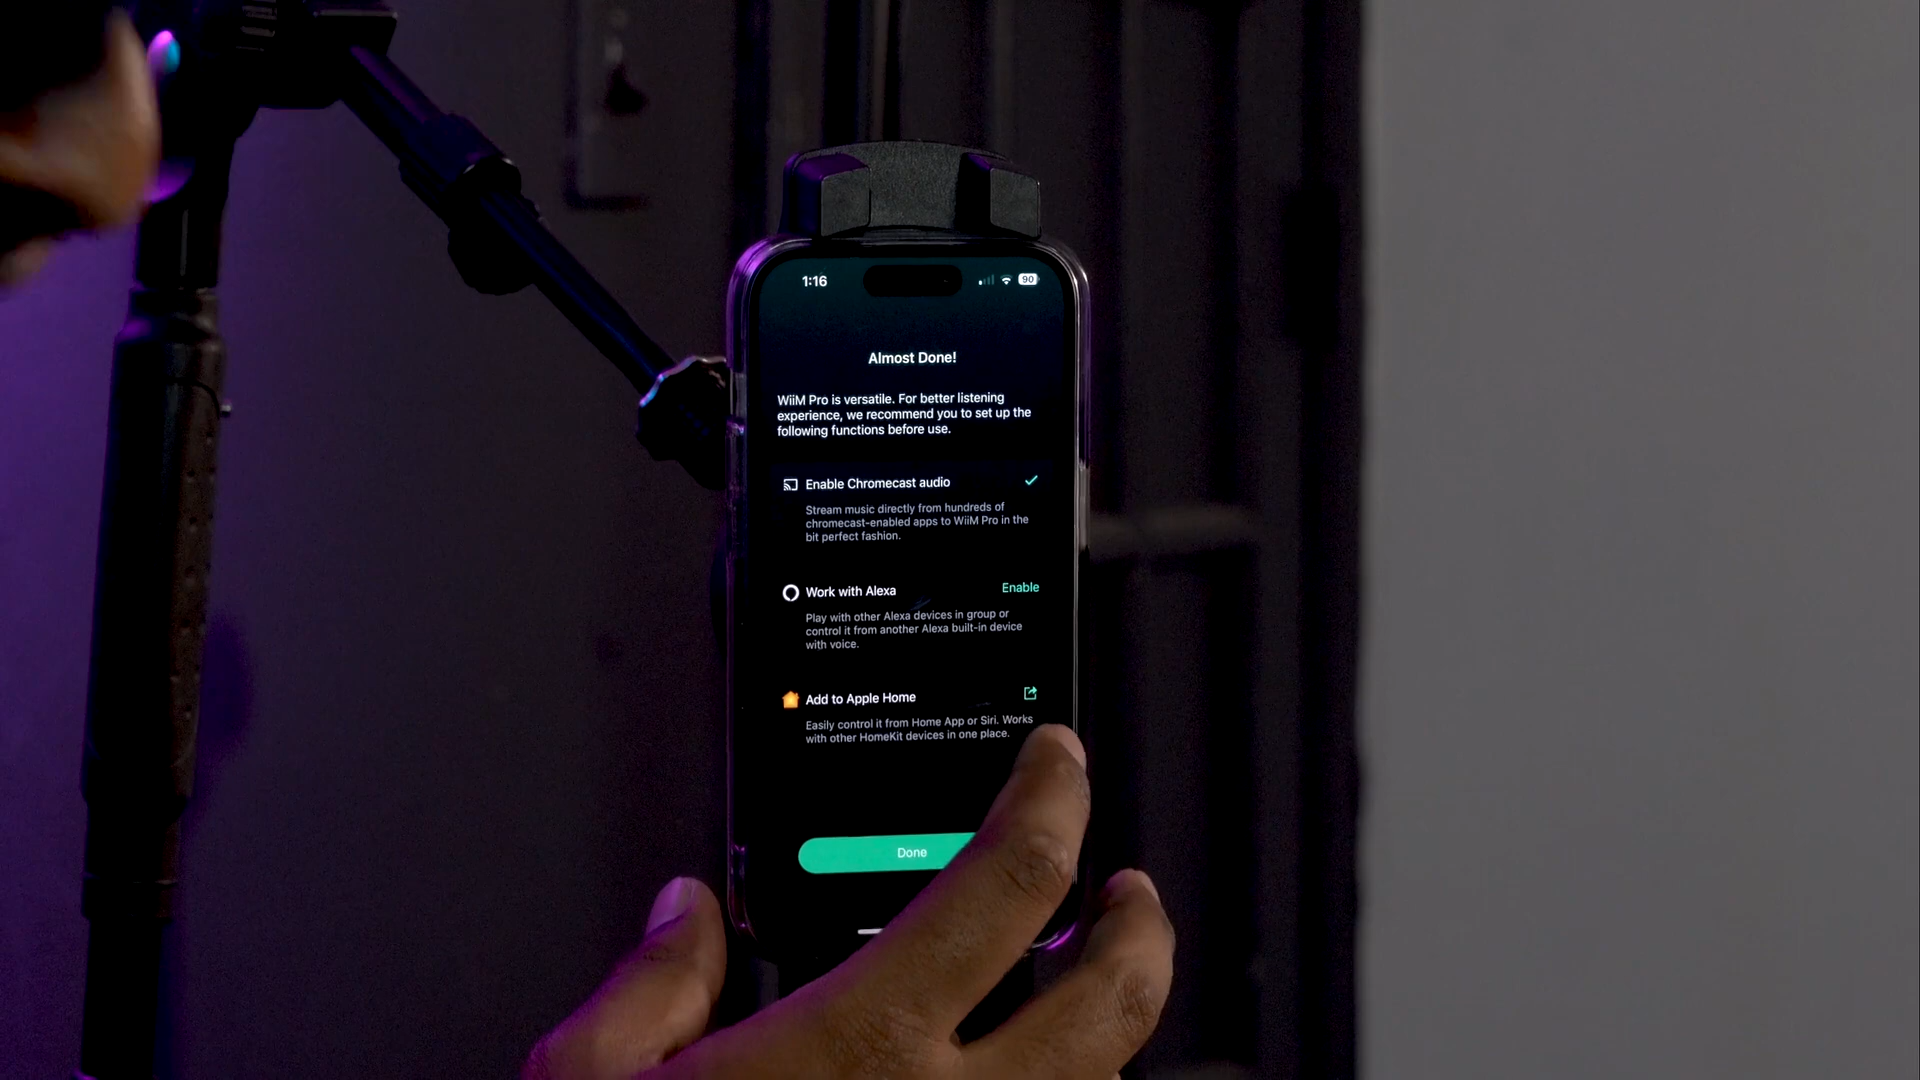 1:16
90
Almost Done!
WiiM Pro is versatile. For better listening
experience, we recommend you to set up the
following functions before use.
Enable Chromecast audio
Stream music directly from hundreds of
chromecast-enabled apps to WiiM Pro in the
bit perfect fashion.
Work with Alexa
Enable
Play with other Alexa devices in group or
control it from another Alexa built-in device
with voice.
Add to Apple Home
Easily control it from Home App or Siri. Works
with other HomeKit devices in one place.
Done